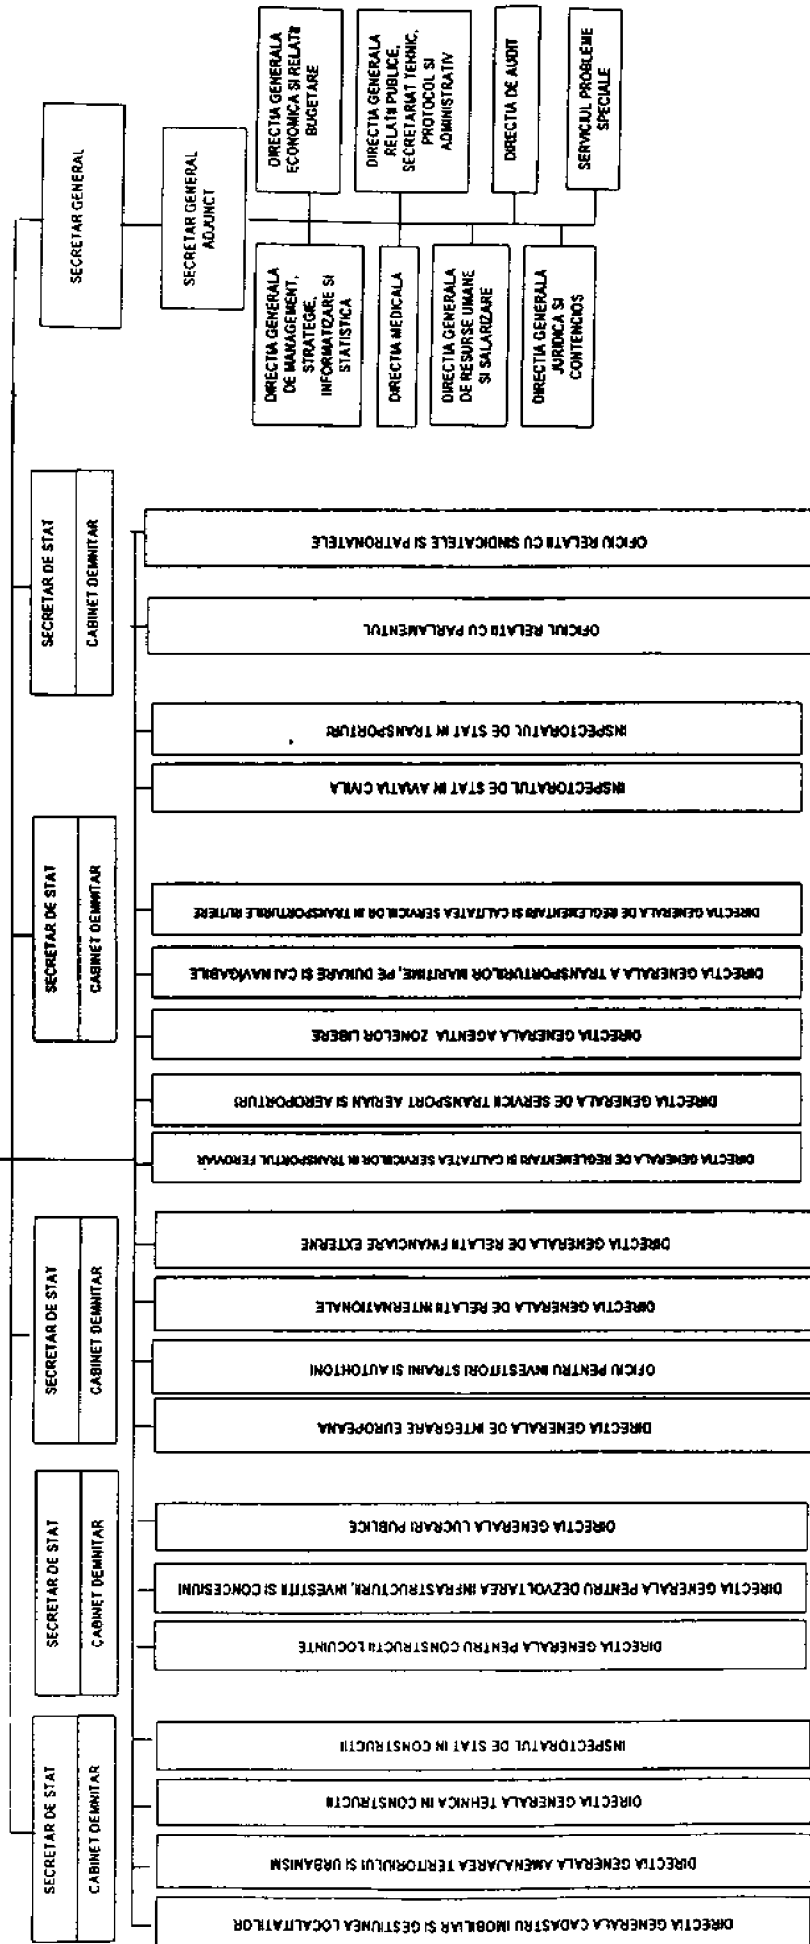 SECRETAR DE STAT
CABINET DEMNITAR
SECRETAR DE STAT
CABINET DEMNITAR
SECRETAR DE STAT
CABINET DEMNITAR
SECRETAR DE STAT
CABINET DEMNITAR
SECRETAR DE STAT
CABINET DEMNITAR
SECRETAR GENERAL
SECRETAR GENERAL
ADJUNCT
DIRECTIA GENERALA
DE MANAGEMENT,
STRATEGIE,
INFORMATIZARE SI
STATISTICA
DIRECTIA GENERALA
ECONOMICA SI RELATII
BUGETARE
DIRECTIA MEDICALA
DIRECTIA GENERALA
RELATII PUBLICE,
SECRETARIAT TEHNIC,
PROTOCOL SI
ADMINISTRATIV
DIRECTIA GENERALA
DE RESURSE UMANE
SI SALARIZARE
DIRECTIA DE AUDIT
DIRECTIA GENERALA
JURIDICA SI
CONTENCIOS
SERVICIUL PROBLEME
SPECIALE
DIRECTIA GENERALA CADASTRU IMOBILIAR SI GESTIUNEA LOCALITATILOR
DIRECTIA GENERALA AMENAJAREA TERITORIULUI SI URBANISM
DIRECTIA GENERALA TEHNICA IN CONSTRUCTII
INSPECTORATUL DE STAT IN CONSTRUCTII
DIRECTIA GENERALA PENTRU CONSTRUCTII LOCUINTE
DIRECTIA GENERALA PENTRU DEZVOLTAREA INFRASTRUCTURII, INVESTITII SI CONCESIUNI
DIRECTIA GENERALA LUCRARI PUBLICE
DIRECTIA GENERALA DE INTEGRARE EUROPEANA
OFICIU PENTRU INVESTITORI STRAINI SI AUTOHTONI
DIRECTIA GENERALA DE RELATII INTERNATIONALE
DIRECTIA GENERALA DE RELATII FINANCIARE EXTERNE
DIRECTIA GENERALA DE REGLEMENTARI SI CALITATEA SERVICIILOR IN TRANSPORTUL FEROVIAR
DIRECTIA GENERALA DE SERVICII TRANSPORT AERIAN SI AEROPORTURI
DIRECTIA GENERALA AGENTIA ZONELOR LIBERE
DIRECTIA GENERALA A TRANSPORTURILOR MARITIME, PE DUNARE SI CAI NAVIGABILE
DIRECTIA GENERALA DE REGLEMENTARI SI CALITATEA SERVICIILOR IN TRANSPORTURILE RUTIERE
INSPECTORATUL DE STAT IN AVIATIA CIVILA
INSPECTORATUL DE STAT IN TRANSPORTURI
OFICIUL RELATII CU PARLAMENTUL
OFICIU RELATII CU SINDICATELE SI PATRONATELE